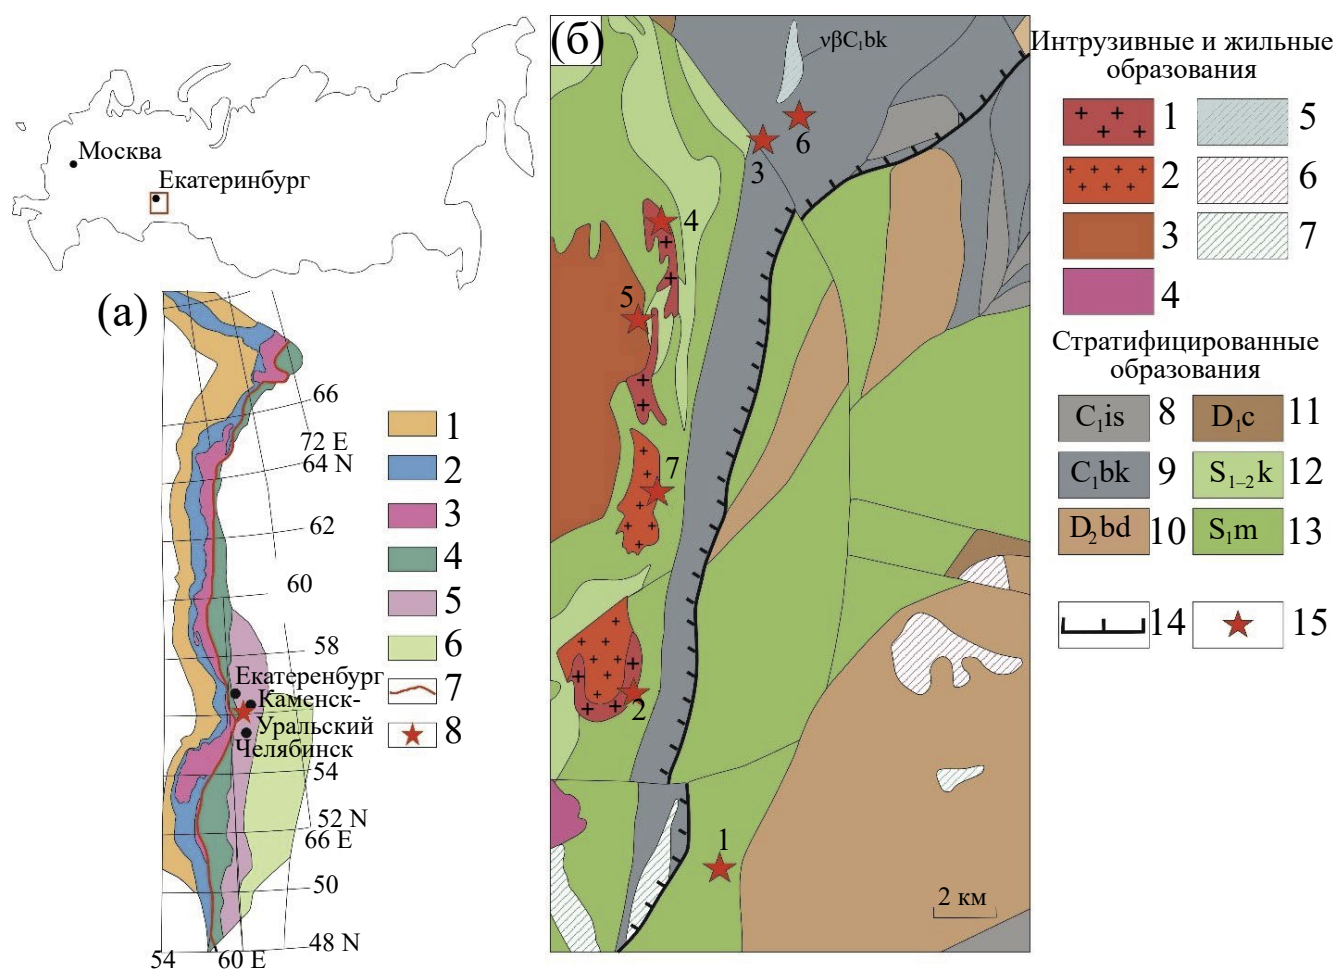 Москва
Екатеринбург
(а)
66
72 E
64 N
62
60
58
Екатеренбург
Каменск-
Уральский
Челябинск
54
52 N
66 E
50
48 N
54
60 E
1
2
3
4
5
6
7
8
(б)
νβC₁bk
6
3
4
5
7
2
1
2 км
Интрузивные и жильные
образования
1
5
2
6
3
7
4
Стратифицированные
образования
C₁is 8
D₁c 11
C₁bk 9
S₁₋₂k 12
D₂bd 10
S₁m 13
14
15